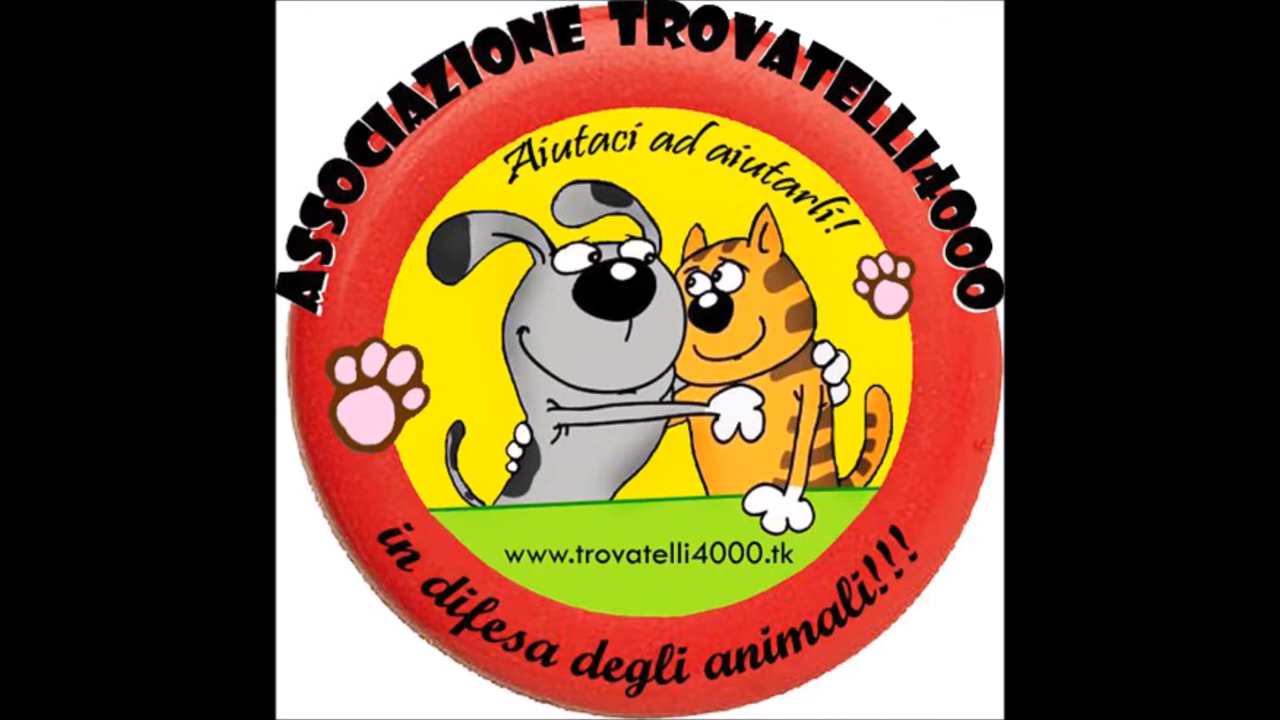 ASSOCIAZIONE TROVATELLI4000
Aiutaci ad aiutarli!
www.trovatelli4000.tk
in difesa degli animali!!!